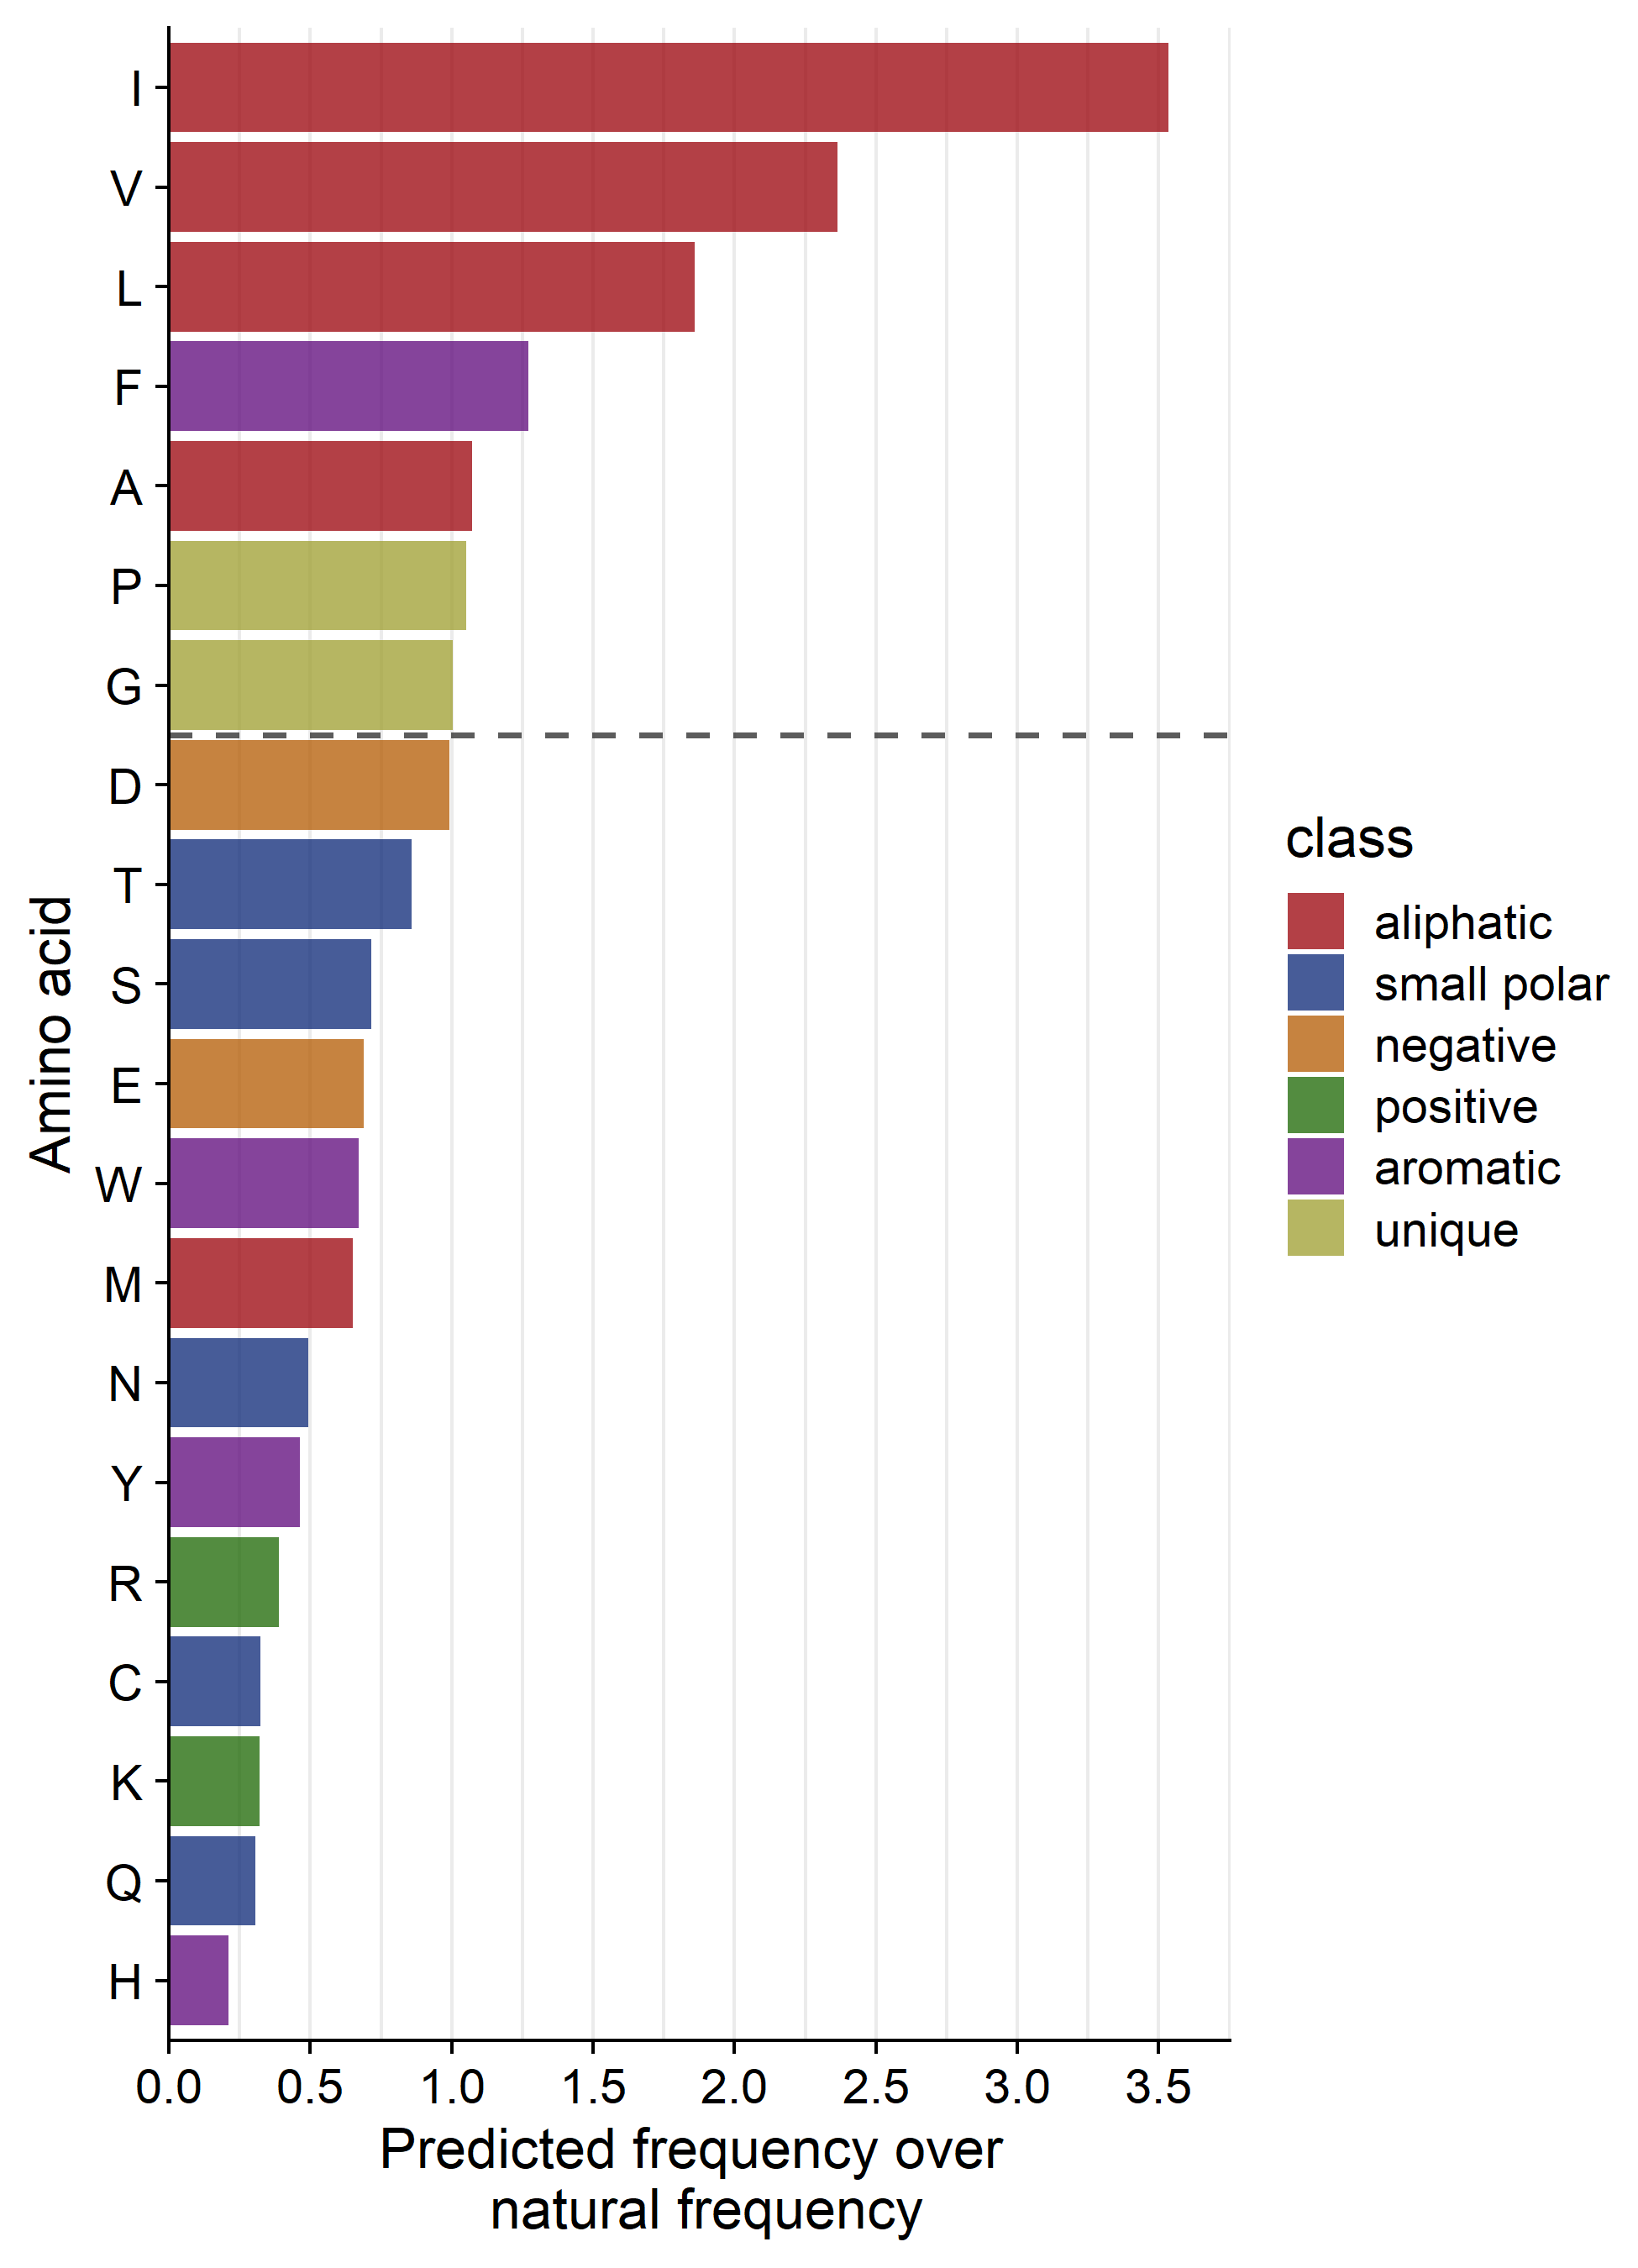 I
V
L
F
A
P
G
D
T
S
E
W
M
N
Y
R
C
K
Q
H
Amino acid
0.0 0.5 1.0 1.5 2.0 2.5 3.0 3.5
Predicted frequency over
natural frequency
class
aliphatic
small polar
negative
positive
aromatic
unique